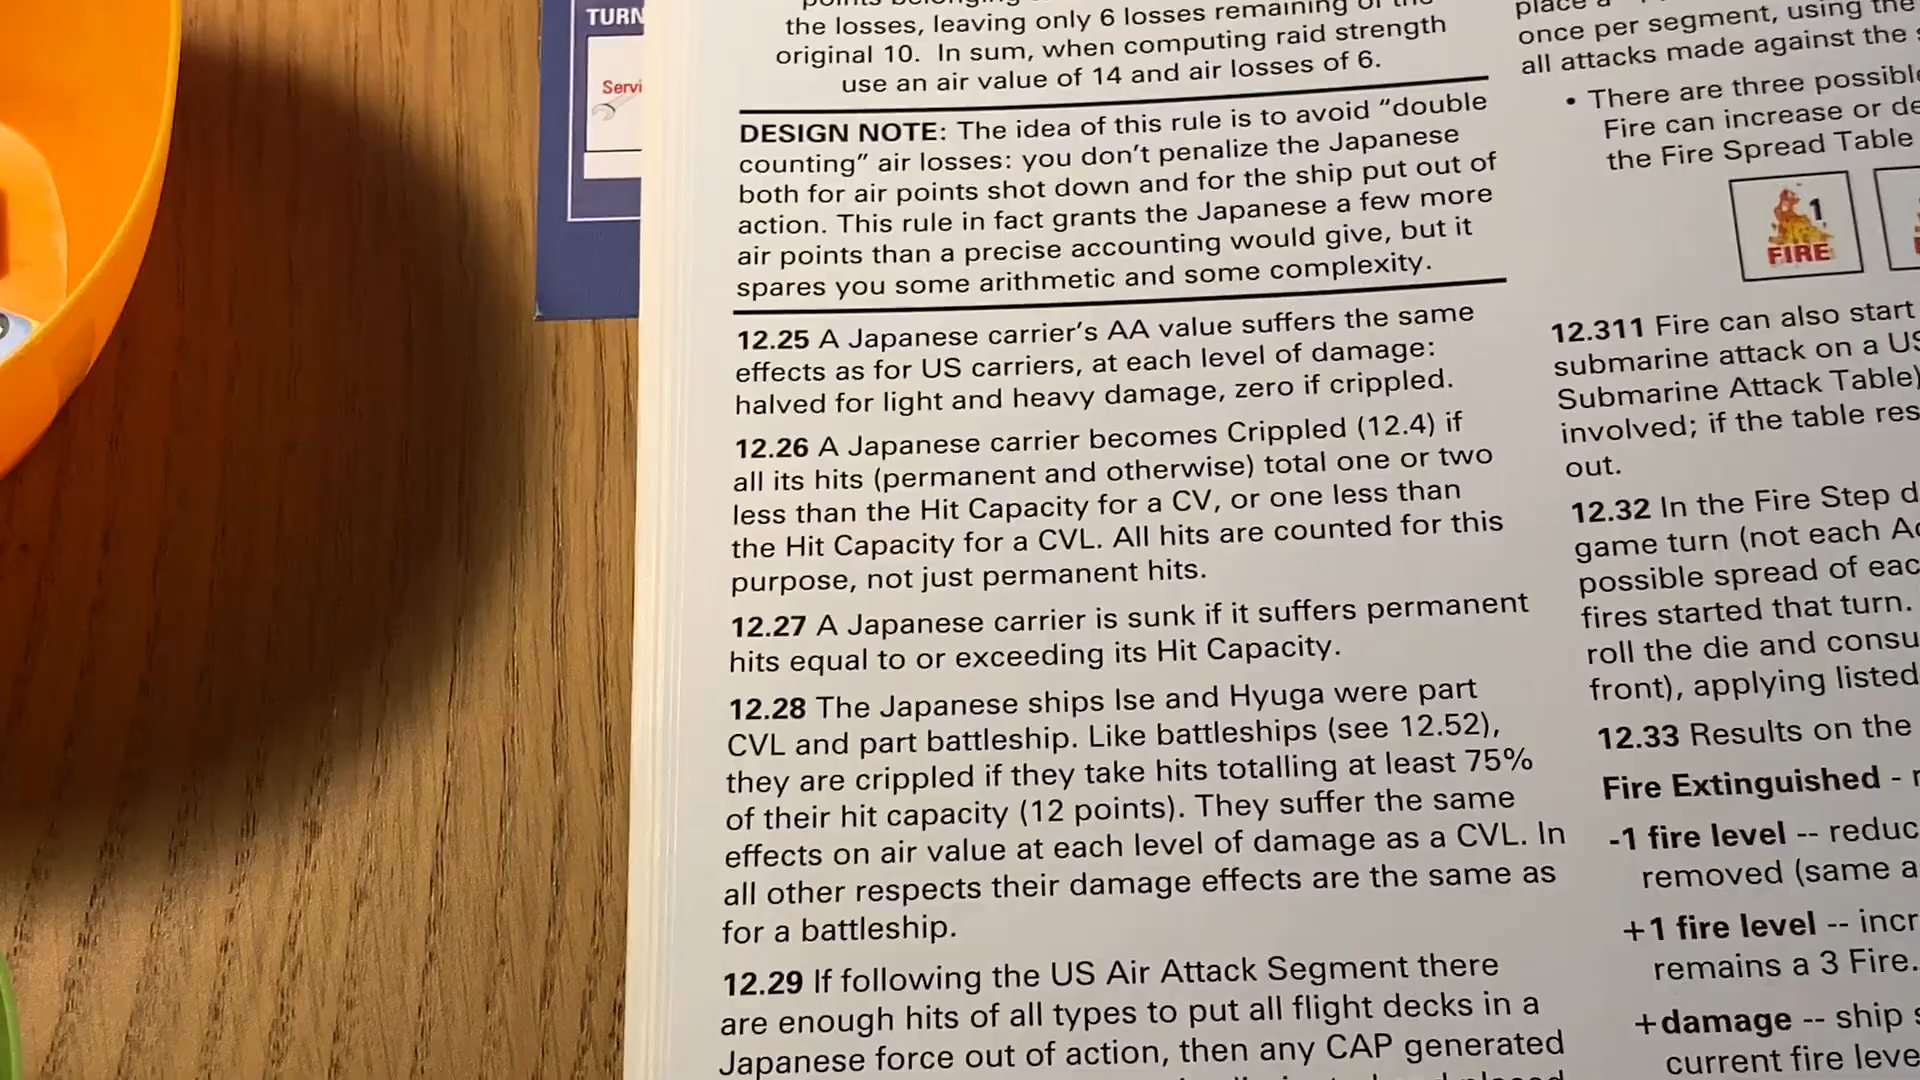 TURN
Servi
the losses, leaving only 6 losses remaining of the
original 10. In sum, when computing raid strength
use an air value of 14 and air losses of 6.
DESIGN NOTE: The idea of this rule is to avoid “double
counting” air losses: you don’t penalize the Japanese
both for air points shot down and for the ship put out of
action. This rule in fact grants the Japanese a few more
air points than a precise accounting would give, but it
spares you some arithmetic and some complexity.
12.25 A Japanese carrier’s AA value suffers the same
effects as for US carriers, at each level of damage:
halved for light and heavy damage, zero if crippled.
12.26 A Japanese carrier becomes Crippled (12.4) if
all its hits (permanent and otherwise) total one or two
less than the Hit Capacity for a CV, or one less than
the Hit Capacity for a CVL. All hits are counted for this
purpose, not just permanent hits.
12.27 A Japanese carrier is sunk if it suffers permanent
hits equal to or exceeding its Hit Capacity.
12.28 The Japanese ships Ise and Hyuga were part
CVL and part battleship. Like battleships (see 12.52),
they are crippled if they take hits totalling at least 75%
of their hit capacity (12 points). They suffer the same
effects on air value at each level of damage as a CVL. In
all other respects their damage effects are the same as
for a battleship.
12.29 If following the US Air Attack Segment there
are enough hits of all types to put all flight decks in a
Japanese force out of action, then any CAP generated
place a
once per segment, using the
all attacks made against the
• There are three possible
Fire can increase or de
the Fire Spread Table
1
FIRE
12.311 Fire can also start
submarine attack on a US
Submarine Attack Table)
involved; if the table res
out.
12.32 In the Fire Step d
game turn (not each Ac
possible spread of eac
fires started that turn.
roll the die and consu
front), applying listed
12.33 Results on the
Fire Extinguished - r
-1 fire level -- reduc
removed (same a
+1 fire level -- incr
remains a 3 Fire.
+damage -- ship s
current fire leve